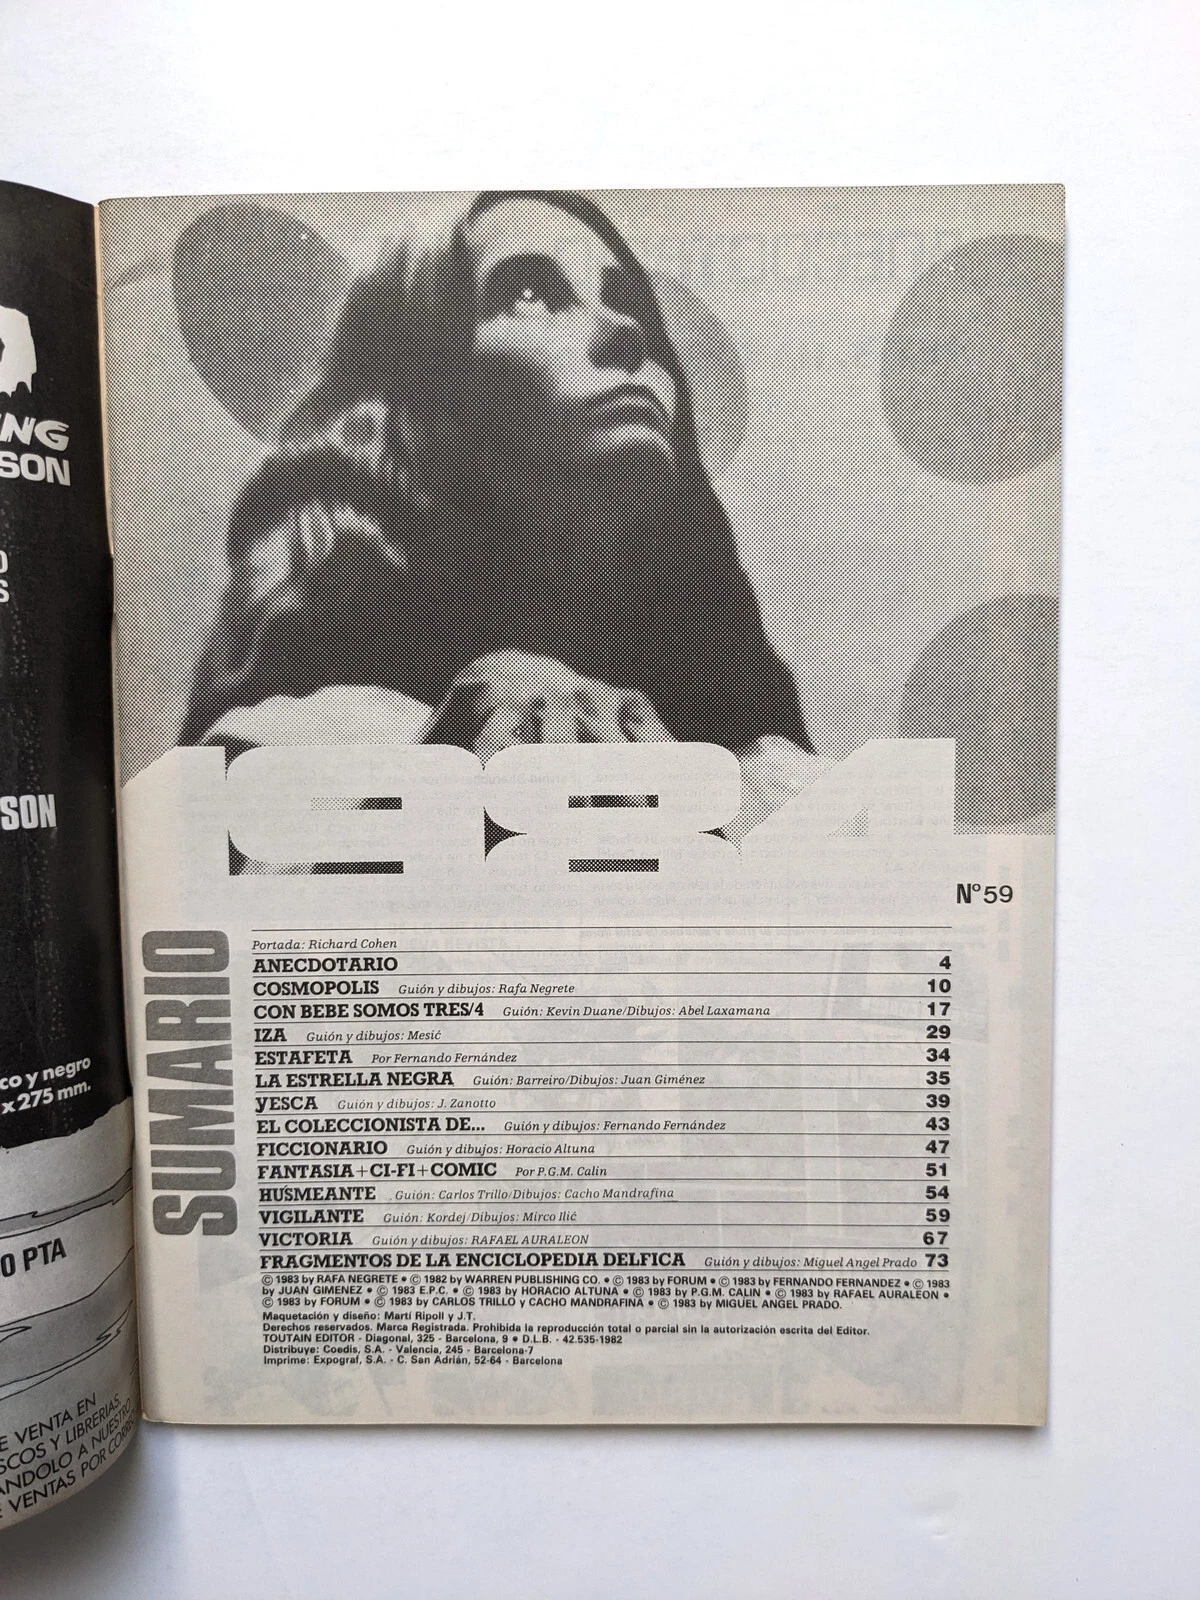 NG
SON
SON
co y negro
x 275 mm.
0 PTA
E VENTA EN
SCOS Y LIBRERIAS
ANDOLO A NUESTRO
E VENTAS POR
1984
Nº59
SUMARIO
Portada: Richard Cohen
ANECDOTARIO 4
COSMOPOLIS Guión y dibujos: Rafa Negrete 10
CON BEBE SOMOS TRES/4 Guión: Kevin Duane/Dibujos: Abel Laxamana 17
IZA Guión y dibujos: Mesić 29
ESTAFETA Por Fernando Fernández 34
LA ESTRELLA NEGRA Guión: Barreiro/Dibujos: Juan Giménez 35
YESCA Guión y dibujos: J. Zanotto 39
EL COLECCIONISTA DE... Guión y dibujos: Fernando Fernández 43
FICCIONARIO Guión y dibujos: Horacio Altuna 47
FANTASIA+CI-FI+COMIC Por P.G.M. Calin 51
HUSMEANTE Guión: Carlos Trillo/Dibujos: Cacho Mandrafina 54
VIGILANTE Guión: Kordej/Dibujos: Mirco Ilić 59
VICTORIA Guión y dibujos: RAFAEL AURALEON 67
FRAGMENTOS DE LA ENCICLOPEDIA DELFICA Guión y dibujos: Miguel Angel Prado 73
© 1983 by RAFA NEGRETE • © 1982 by WARREN PUBLISHING CO. • © 1983 by FORUM • © 1983 by FERNANDO FERNANDEZ • © 1983
by JUAN GIMENEZ • © 1983 E.P.C. • © 1983 by HORACIO ALTUNA • © 1983 by P.G.M. CALIN • © 1983 by RAFAEL AURALEON •
© 1983 by FORUM • © 1983 by CARLOS TRILLO y CACHO MANDRAFINA • © 1983 by MIGUEL ANGEL PRADO.
Maquetación y diseño: Martí Ripoll y J.T.
Derechos reservados. Marca Registrada. Prohibida la reproducción total o parcial sin la autorización escrita del Editor.
TOUTAIN EDITOR - Diagonal, 325 - Barcelona, 9 • D.L.B. - 42.535-1982
Distribuye: Coedis, S.A. - Valencia, 245 - Barcelona-7
Imprime: Expograf, S.A. - C. San Adrián, 52-64 - Barcelona